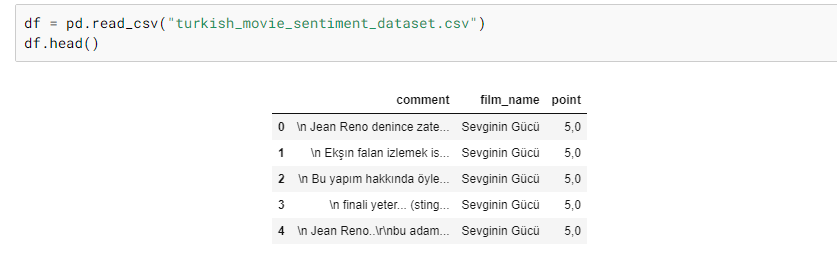 df = pd.read_csv("turkish_movie_sentiment_dataset.csv")
df.head()
comment film_name point
0 \n Jean Reno denince zate... Sevginin Gücü 5,0
1 \n Ekşın falan izlemek is... Sevginin Gücü 5,0
2 \n Bu yapım hakkında öyle... Sevginin Gücü 5,0
3 \n finali yeter... (sting... Sevginin Gücü 5,0
4 \n Jean Reno..\r\nbu adam... Sevginin Gücü 5,0